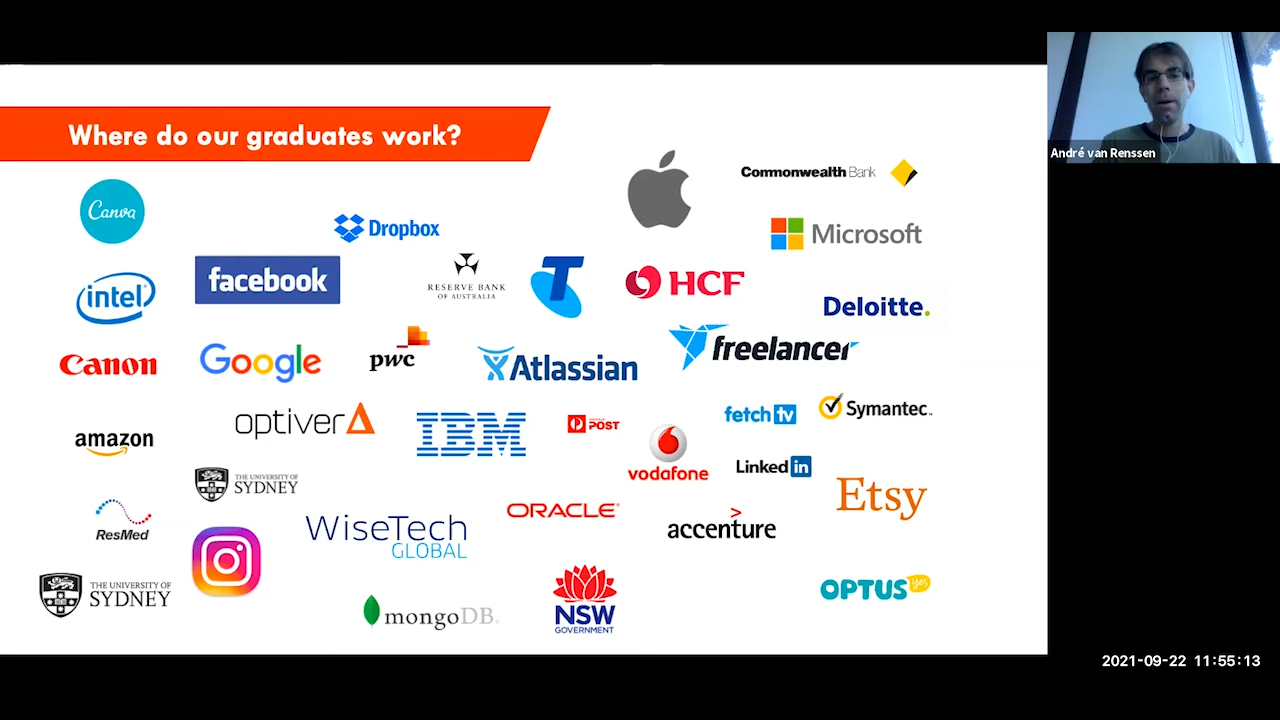 Where do our graduates work?
André van Renssen
Canva
Dropbox
CommonwealthBank
Microsoft
intel
facebook
RESERVE BANK
OF AUSTRALIA
T
HCF
Deloitte.
Canon
Google
pwc
Atlassian
freelancer
amazon
optiver
IBM
POST
vodafone
fetch tv
Symantec.
Linked in
THE UNIVERSITY OF
SYDNEY
ResMed
WiseTech
GLOBAL
ORACLE
accenture
Etsy
THE UNIVERSITY OF
SYDNEY
mongoDB
NSW
GOVERNMENT
OPTUS yes
2021-09-22 11:55:13